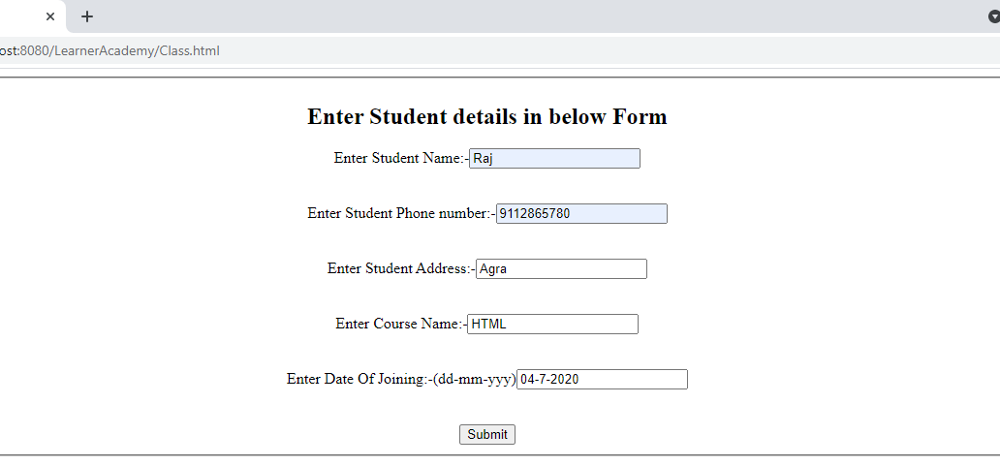 ost:8080/LearnerAcademy/Class.html
Enter Student details in below Form
Enter Student Name:-Raj
Enter Student Phone number:-9112865780
Enter Student Address:-Agra
Enter Course Name:-HTML
Enter Date Of Joining:-(dd-mm-yyy)04-7-2020
Submit